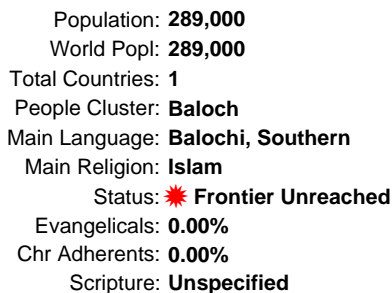 Population: 289,000
World Popl: 289,000
Total Countries: 1
People Cluster: Baloch
Main Language: Balochi, Southern
Main Religion: Islam
Status: Frontier Unreached
Evangelicals: 0.00%
Chr Adherents: 0.00%
Scripture: Unspecified